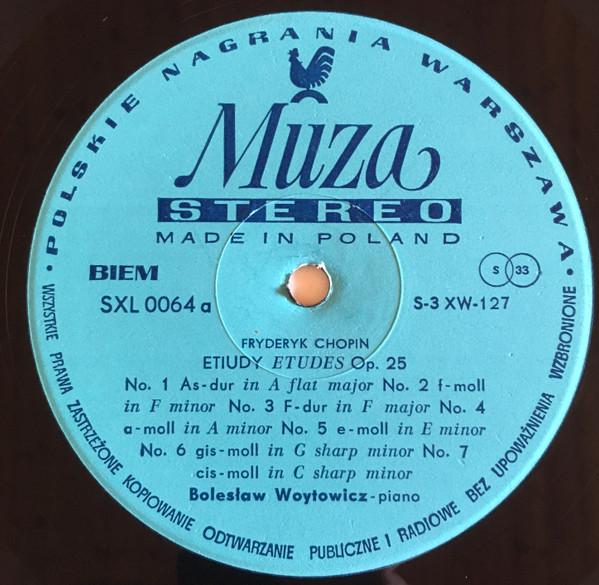 • POLSKIE NAGRANIA WARSZAWA •
Muza
STEREO
MADE IN POLAND
BIEM
S 33
SXL 0064 a
S-3 XW-127
FRYDERYK CHOPIN
ETIUDY ETUDES Op. 25
No. 1 As-dur in A flat major No. 2 f-moll
in F minor No. 3 F-dur in F major No. 4
a-moll in A minor No. 5 e-moll in E minor
No. 6 gis-moll in G sharp minor No. 7
cis-moll in C sharp minor
Bolesław Woytowicz - piano
WSZYSTKIE PRAWA ZASTRZEŻONE KOPIOWANIE ODTWARZANIE PUBLICZNE I RADIOWE BEZ UPOWAŻNIENIA WZBRONIONE